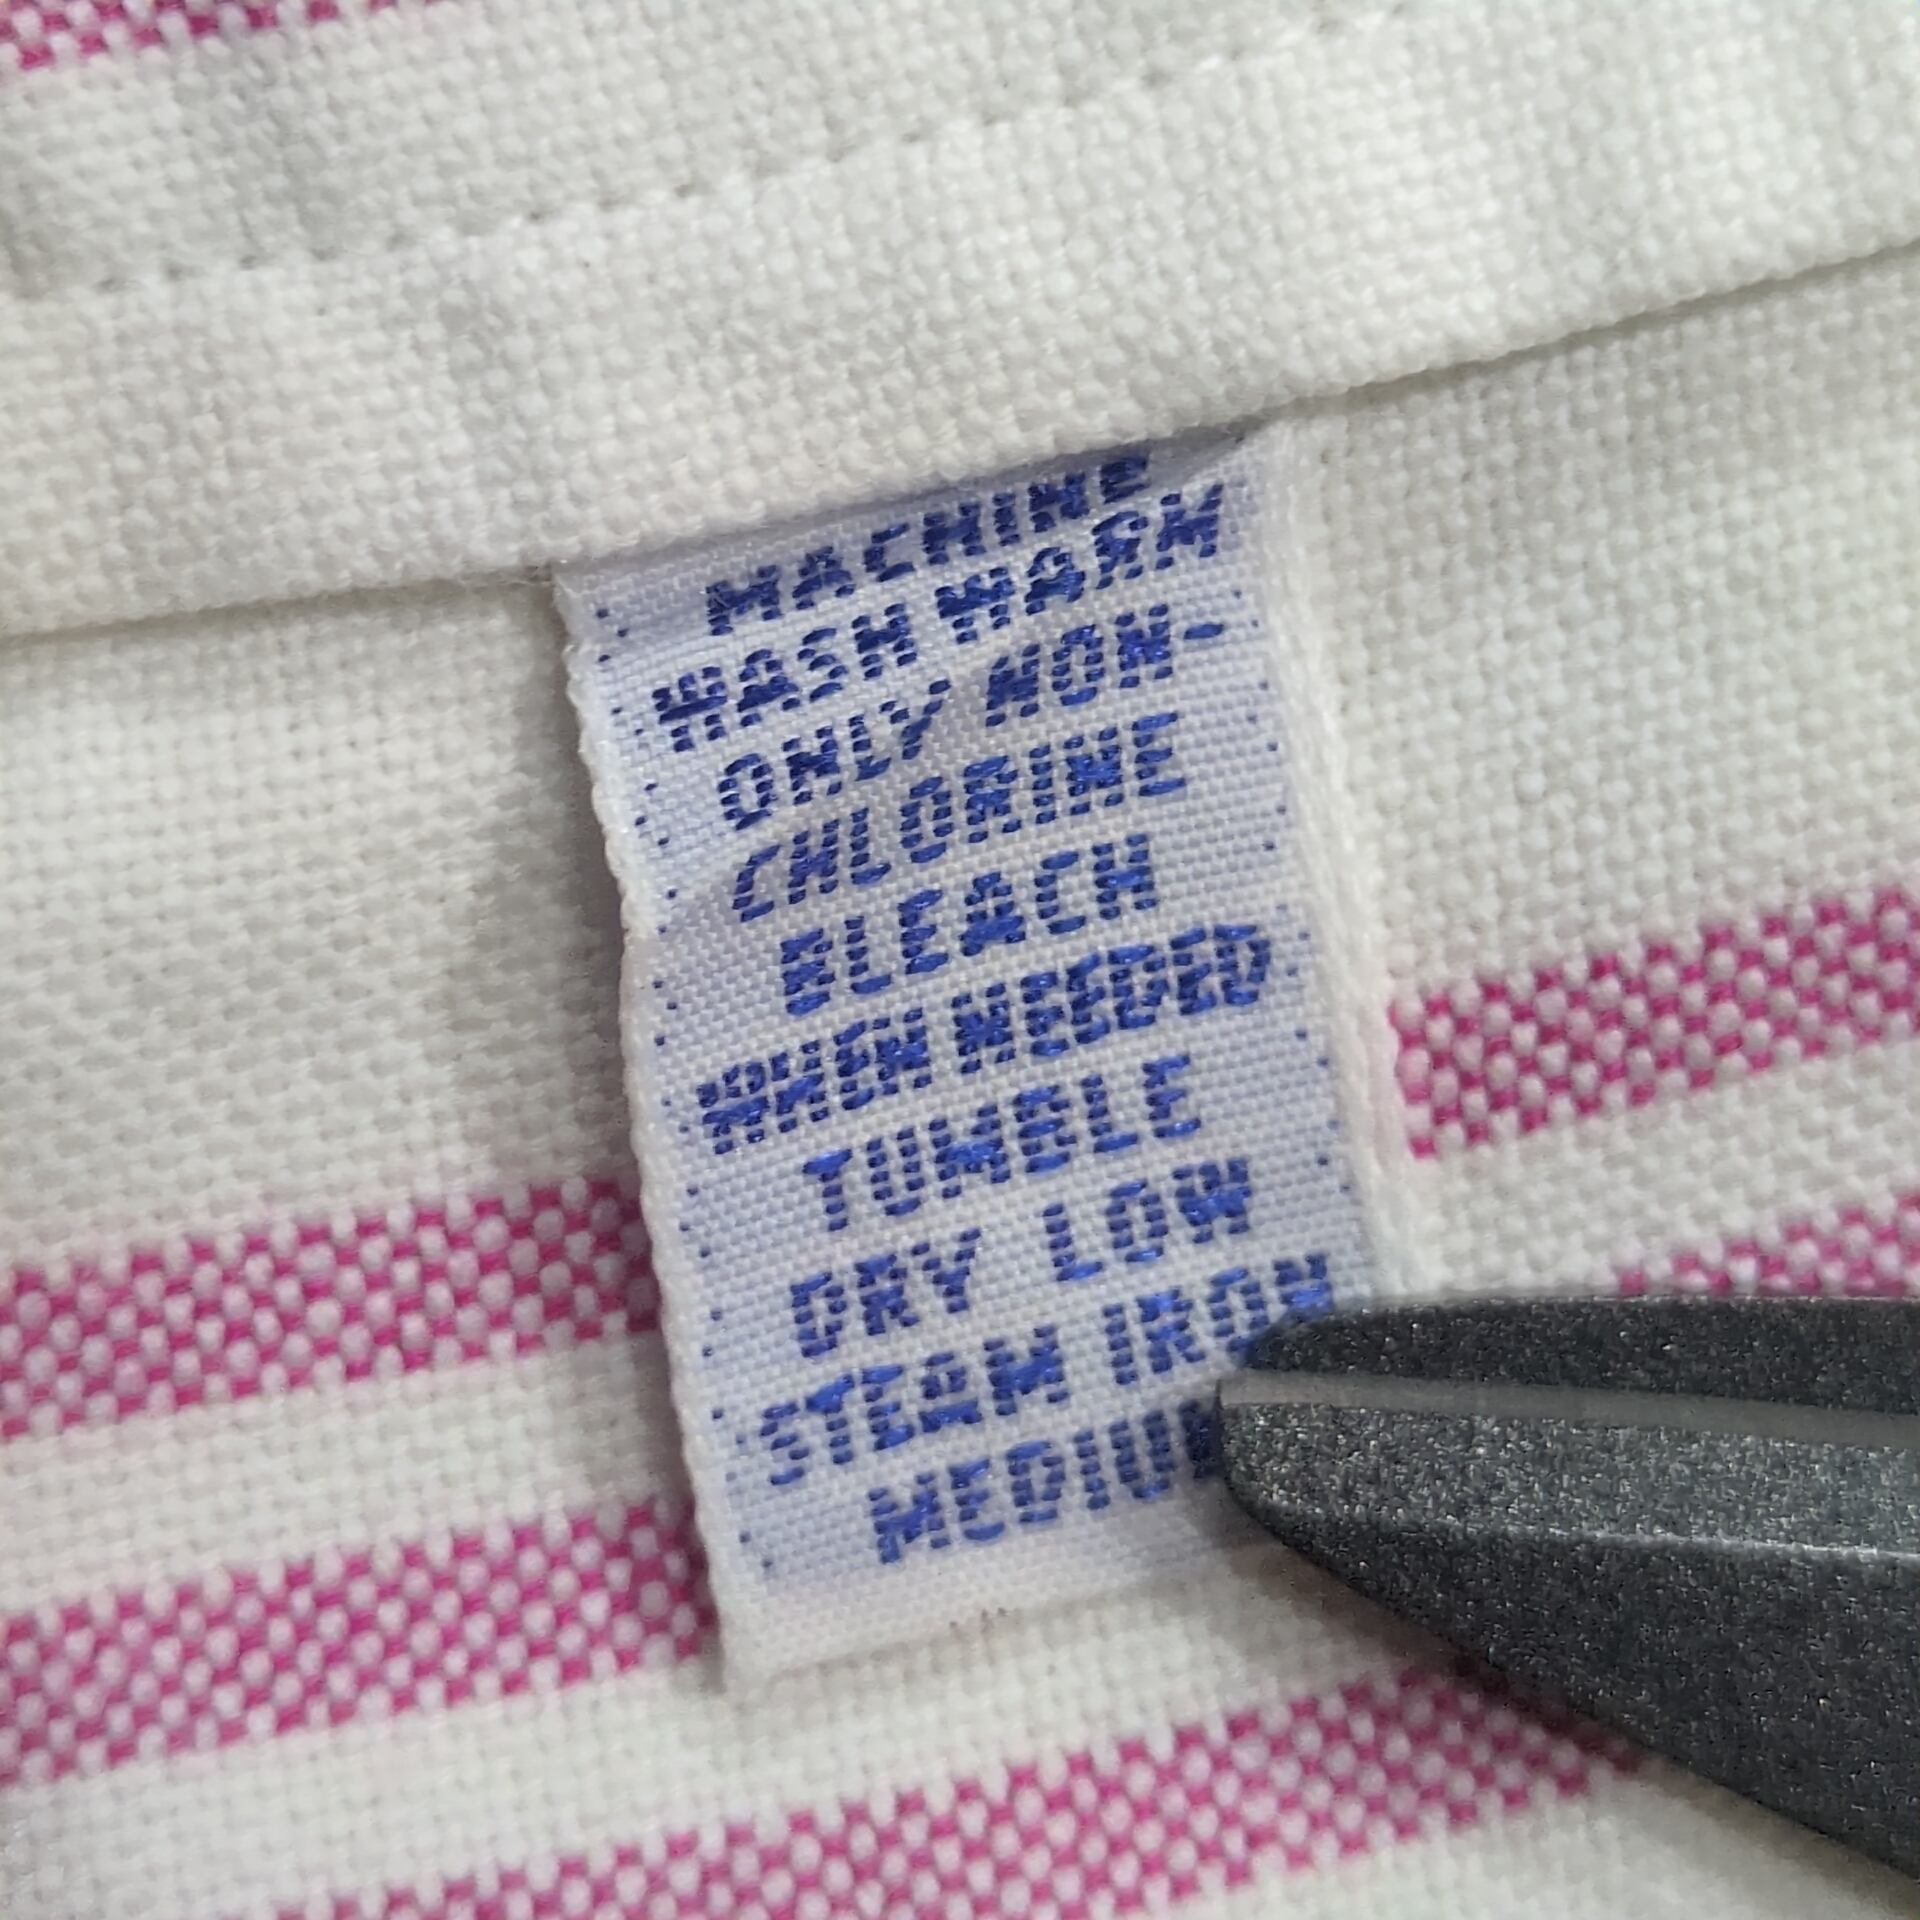 MACHINE
WASH WARM
ONLY NON-
CHLORINE
BLEACH
WHEN NEEDED
TUMBLE
DRY LOW
STEAM IRON
MEDIUM